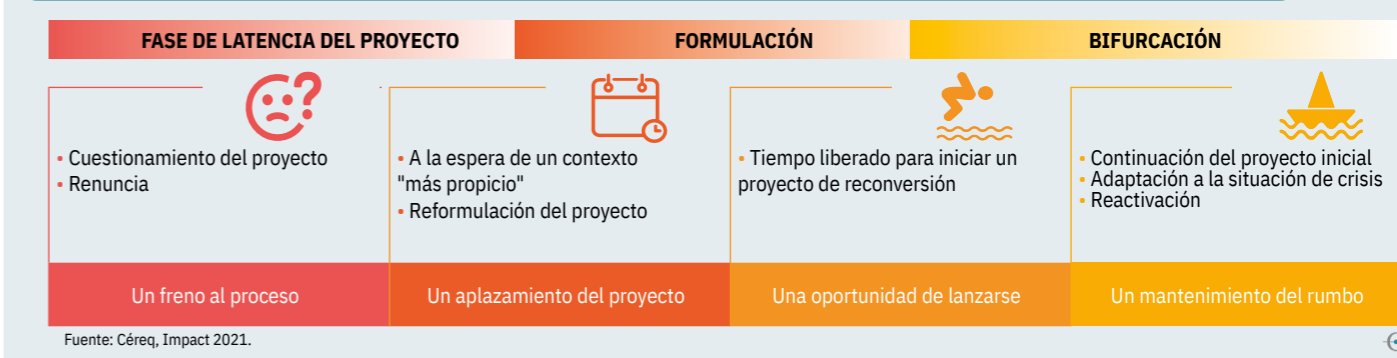 FASE DE LATENCIA DEL PROYECTO
FORMULACIÓN
BIFURCACIÓN
?
• Cuestionamiento del proyecto
• Renuncia
• A la espera de un contexto
"más propicio"
• Reformulación del proyecto
• Tiempo liberado para iniciar un
proyecto de reconversión
• Continuación del proyecto inicial
• Adaptación a la situación de crisis
• Reactivación
Un freno al proceso
Un aplazamiento del proyecto
Una oportunidad de lanzarse
Un mantenimiento del rumbo
Fuente: Céreq, Impact 2021.